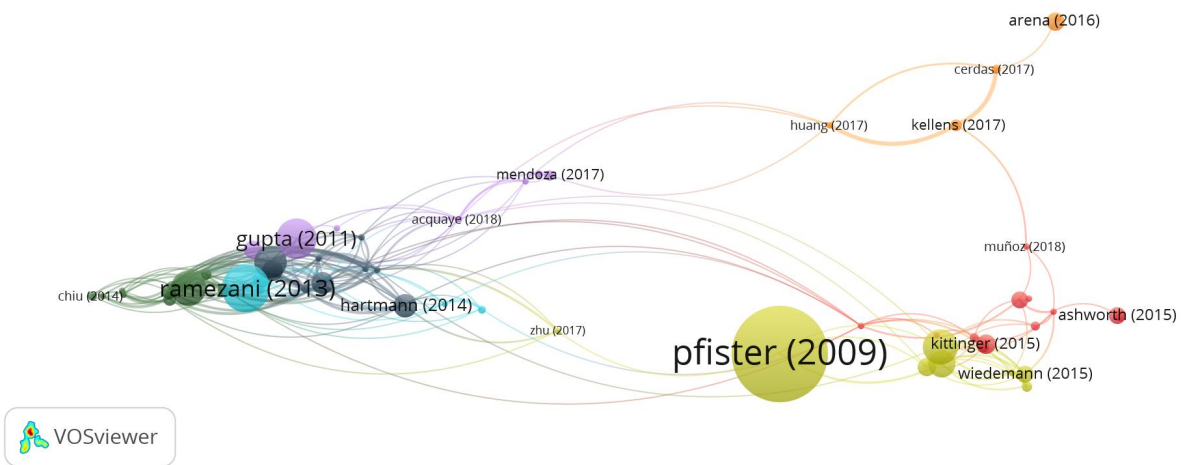 arena (2016)
cerdas (2017)
huang (2017)
kellens (2017)
mendoza (2017)
acquaye (2018)
gupta (2011)
muñoz (2018)
chiu (2014)
ramezani (2013)
hartmann (2014)
ashworth (2015)
zhu (2017)
kittinger (2015)
pfister (2009)
wiedemann (2015)
VOSviewer